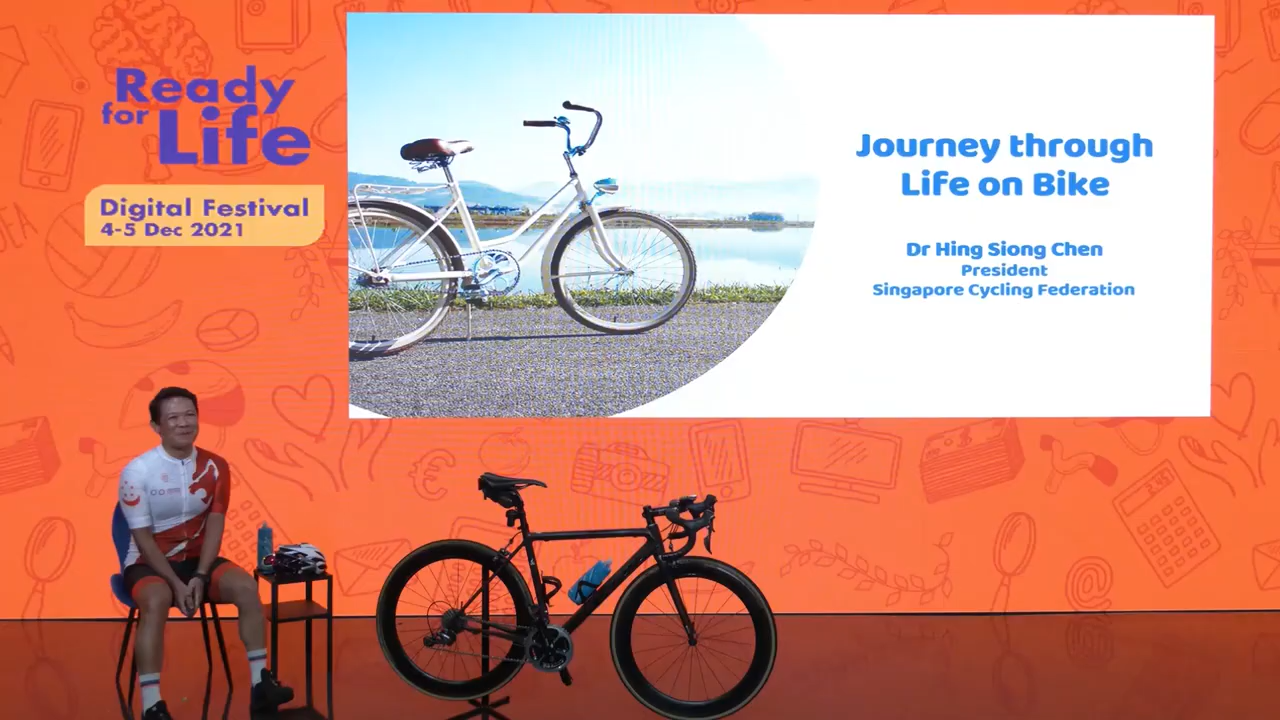 Ready
for Life
Digital Festival
4-5 Dec 2021
Journey through
Life on Bike
Dr Hing Siong Chen
President
Singapore Cycling Federation